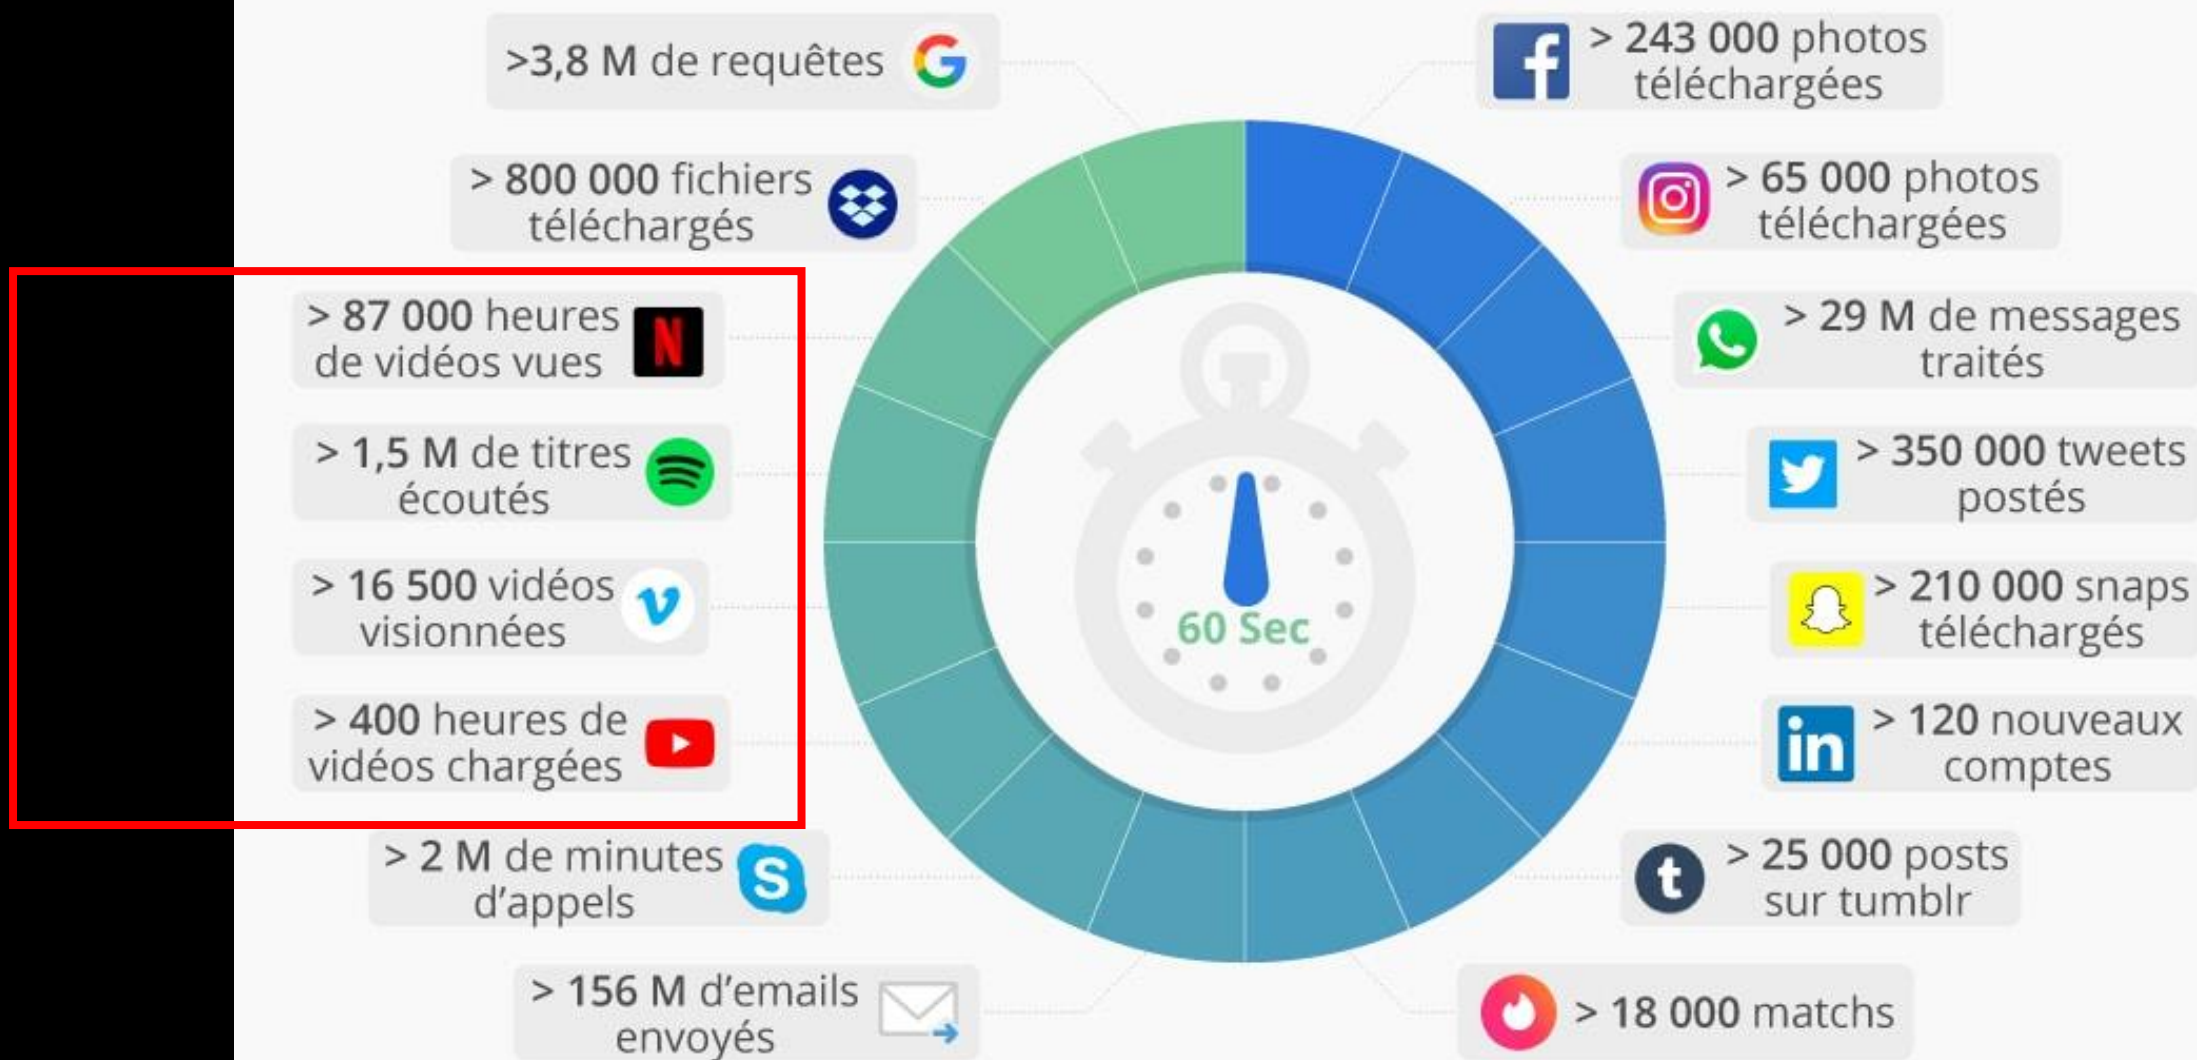 >3,8 M de requêtes
> 800 000 fichiers
téléchargés
> 87 000 heures
de vidéos vues
N
> 1,5 M de titres
écoutés
> 16 500 vidéos
visionnées
> 400 heures de
vidéos chargées
> 2 M de minutes
d'appels
> 156 M d'emails
envoyés
60 Sec
> 243 000 photos
téléchargées
> 65 000 photos
téléchargées
> 29 M de messages
traités
> 350 000 tweets
postés
> 210 000 snaps
téléchargés
in
> 120 nouveaux
comptes
> 25 000 posts
sur tumblr
> 18 000 matchs